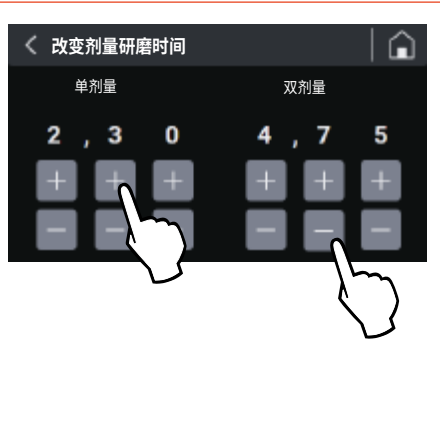 改变剂量研磨时间
单剂量 双剂量
2 , 3 0 4 , 7 5
+ + + + + +
− − − − −